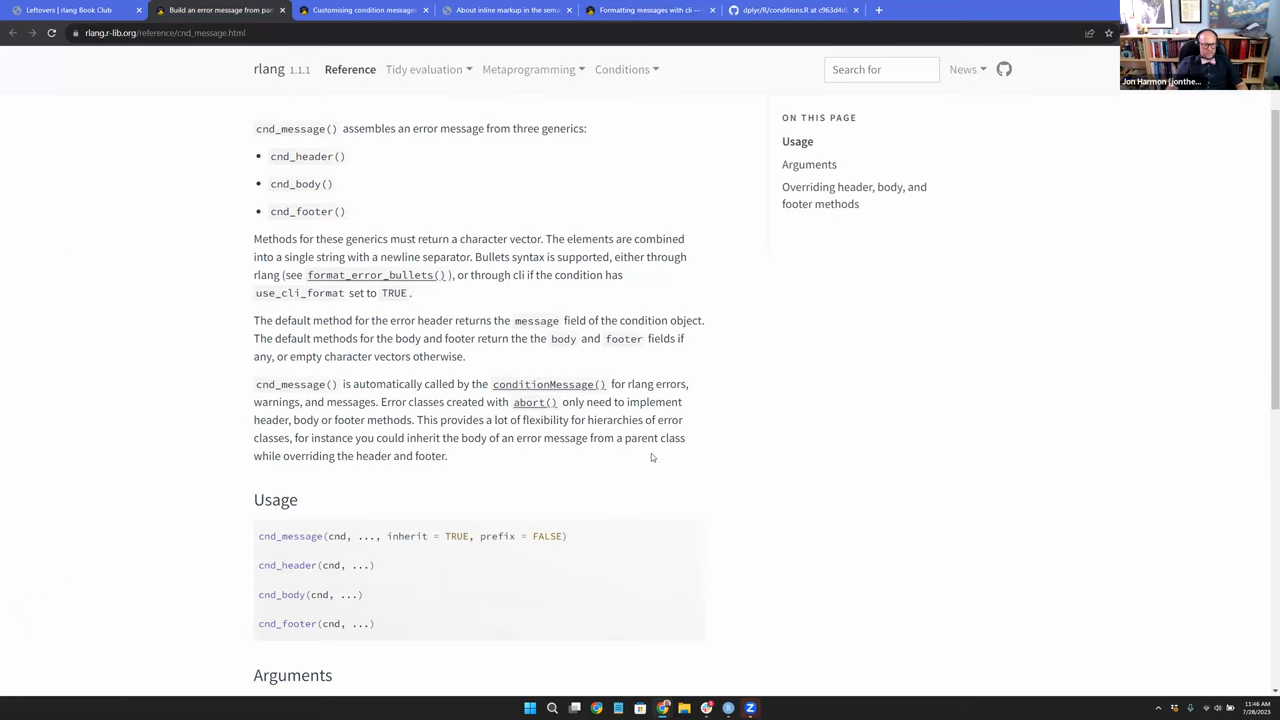 Leftovers | rlang Book Club
Build an error message from par
Customising condition messages
About inline markup in the sema
Formatting messages with cli —
dplyr/R/conditions.R at c963d4d
rlang.r-lib.org/reference/cnd_message.html
Jon Harmon (jonthe...
rlang 1.1.1 Reference Tidy evaluation Metaprogramming Conditions Search for News
cnd_message() assembles an error message from three generics:
• cnd_header()
• cnd_body()
• cnd_footer()
Methods for these generics must return a character vector. The elements are combined
into a single string with a newline separator. Bullets syntax is supported, either through
rlang (see format_error_bullets() ), or through cli if the condition has
use_cli_format set to TRUE .
The default method for the error header returns the message field of the condition object.
The default methods for the body and footer return the the body and footer fields if
any, or empty character vectors otherwise.
cnd_message() is automatically called by the conditionMessage() for rlang errors,
warnings, and messages. Error classes created with abort() only need to implement
header, body or footer methods. This provides a lot of flexibility for hierarchies of error
classes, for instance you could inherit the body of an error message from a parent class
while overriding the header and footer.
Usage
cnd_message(cnd, ..., inherit = TRUE, prefix = FALSE)
cnd_header(cnd, ...)
cnd_body(cnd, ...)
cnd_footer(cnd, ...)
Arguments
ON THIS PAGE
Usage
Arguments
Overriding header, body, and
footer methods
11:46 AM
7/28/2023